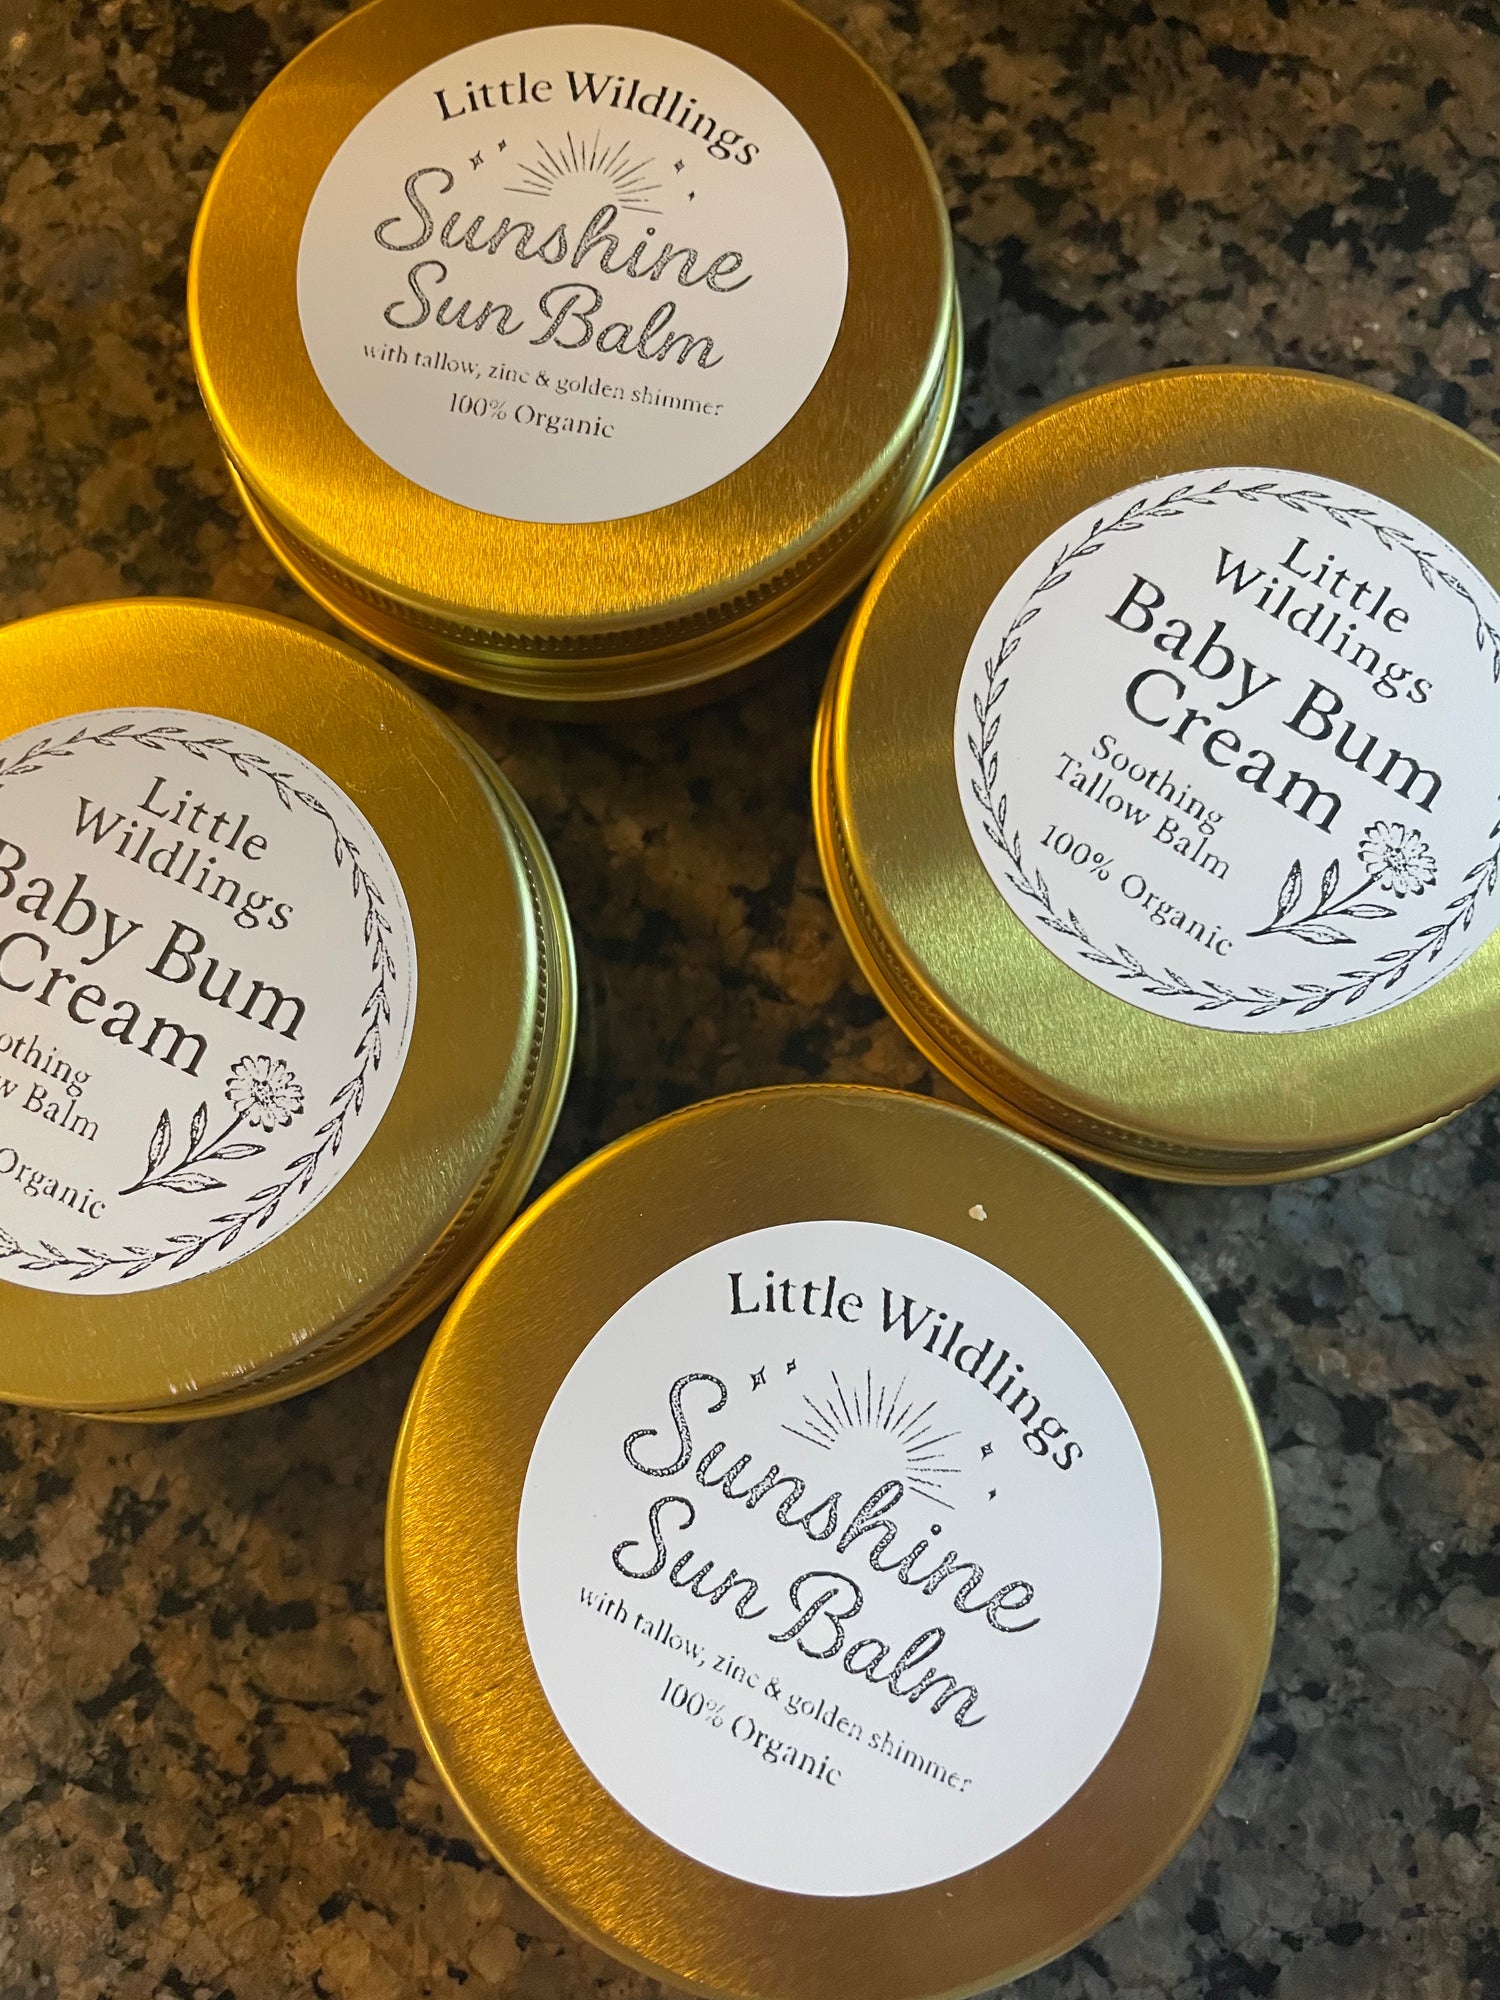 Little Wildlings
Sunshine
Sun Balm
with tallow, zinc & golden shimmer
100% Organic
Little
Wildlings
Baby Bum
Cream
Soothing
Tallow Balm
100% Organic
Little
Wildlings
Baby Bum
Cream
Balm
Organic
Little Wildlings
Sunshine
Sun Balm
with tallow, zinc & golden shimmer
100% Organic